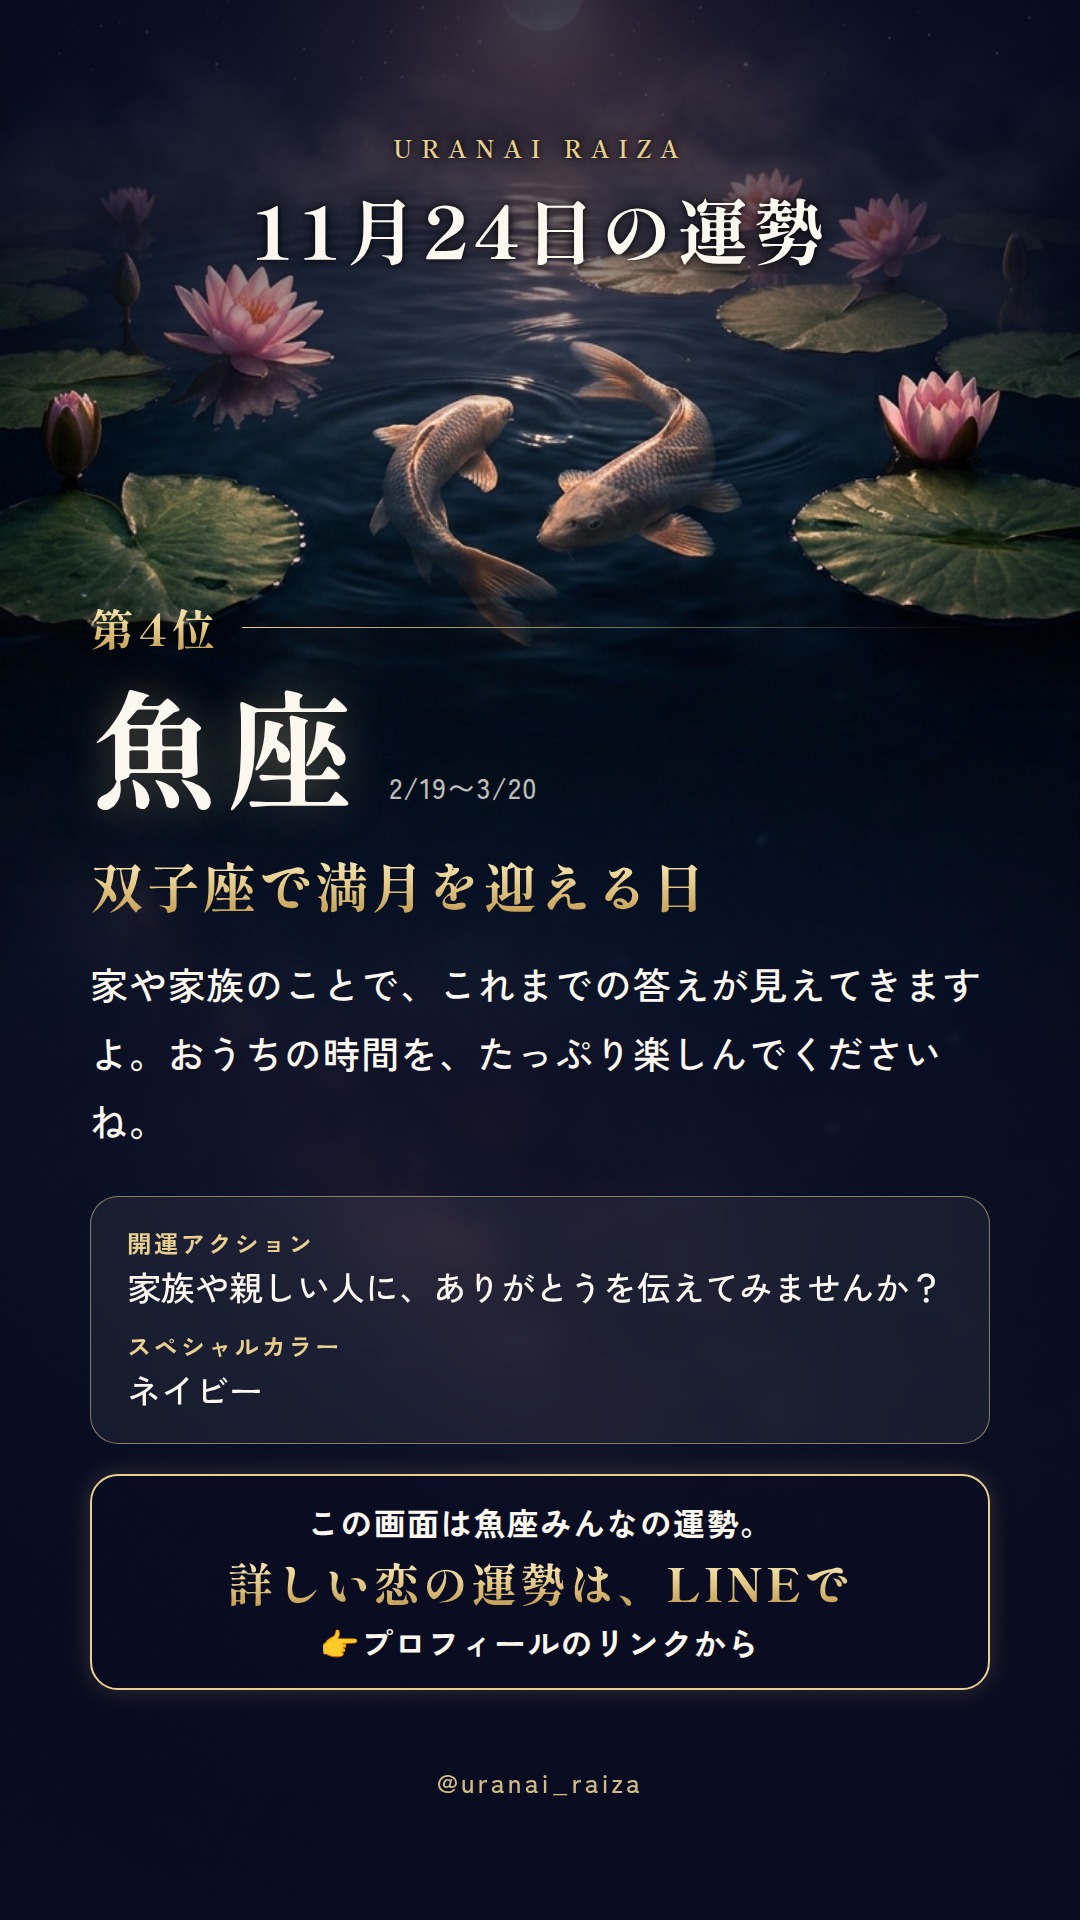 URANAI RAIZA
11月24日の運勢
第4位
魚座 2/19〜3/20
双子座で満月を迎える日
家や家族のことで、これまでの答えが見えてきます
よ。おうちの時間を、たっぷり楽しんでください
ね。
開運アクション
家族や親しい人に、ありがとうを伝えてみませんか？
スペシャルカラー
ネイビー
この画面は魚座みんなの運勢。
詳しい恋の運勢は、LINEで
👉プロフィールのリンクから
@uranai_raiza